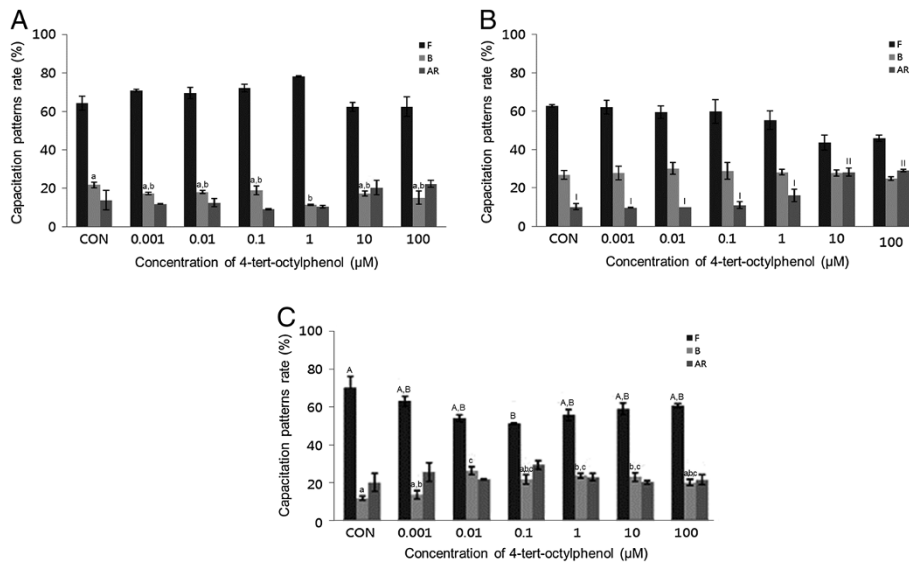 A
Capacitation patterns rate (%)
100
80
60
40
20
0
F
B
AR
a
a,b
a,b
a,b
b
a,b
a,b
CON 0.001 0.01 0.1 1 10 100
Concentration of 4-tert-octylphenol (µM)
B
Capacitation patterns rate (%)
100
80
60
40
20
0
F
B
AR
I
I
I
I
I
II
II
CON 0.001 0.01 0.1 1 10 100
Concentration of 4-tert-octylphenol (µM)
C
Capacitation patterns rate (%)
100
80
60
40
20
0
F
B
AR
A
A,B
A,B
B
A,B
A,B
A,B
a
a,b
c
abc
b,c
b,c
abc
CON 0.001 0.01 0.1 1 10 100
Concentration of 4-tert-octylphenol (µM)